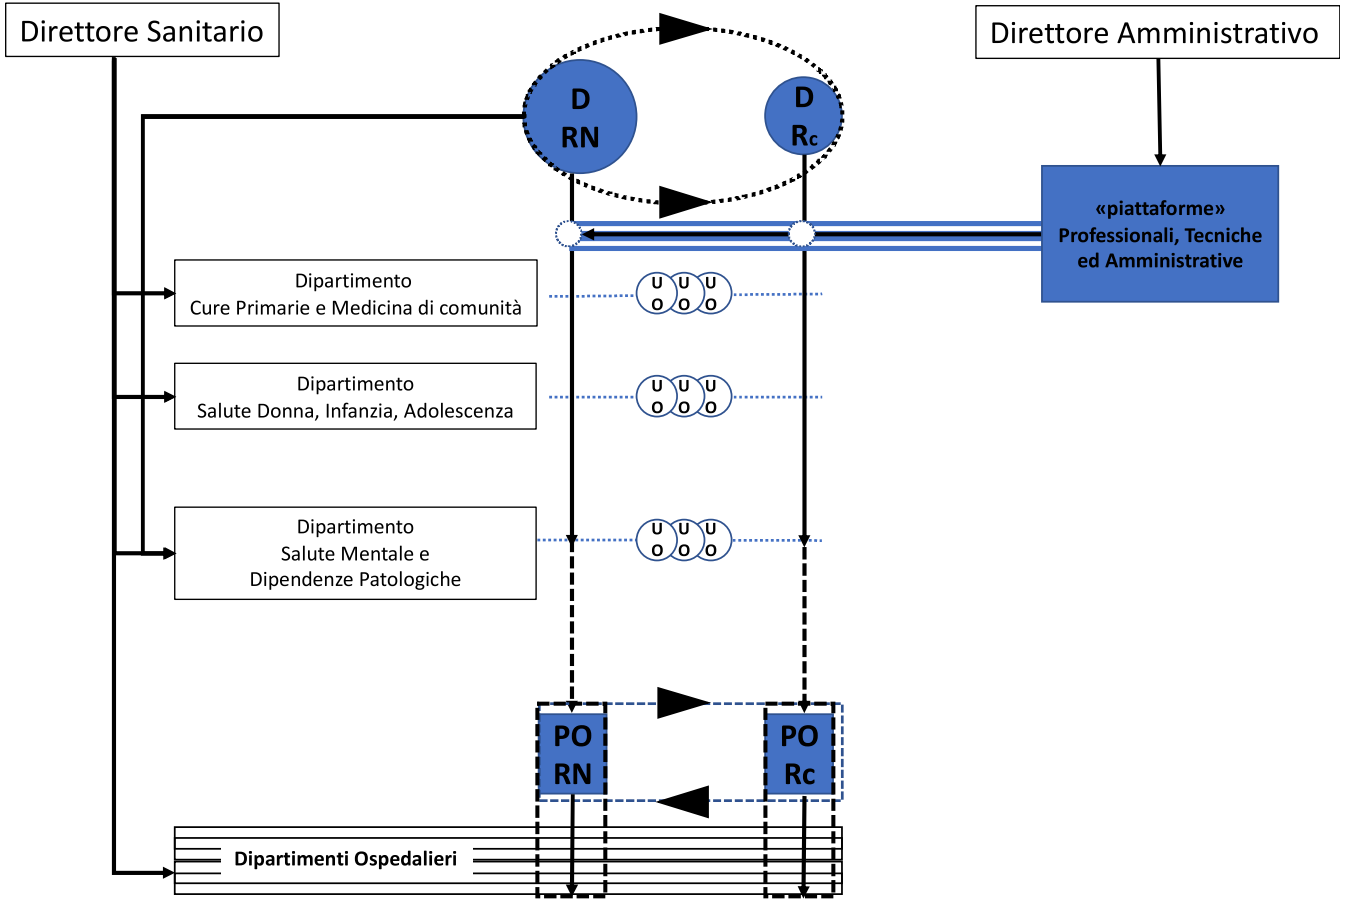 Direttore Sanitario
Direttore Amministrativo
D
RN
D
Rc
«piattaforme»
Professionali, Tecniche
ed Amministrative
Dipartimento
Cure Primarie e Medicina di comunità
U U U
O O O
Dipartimento
Salute Donna, Infanzia, Adolescenza
U U U
O O O
Dipartimento
Salute Mentale e
Dipendenze Patologiche
U U U
O O O
PO
RN
PO
Rc
Dipartimenti Ospedalieri